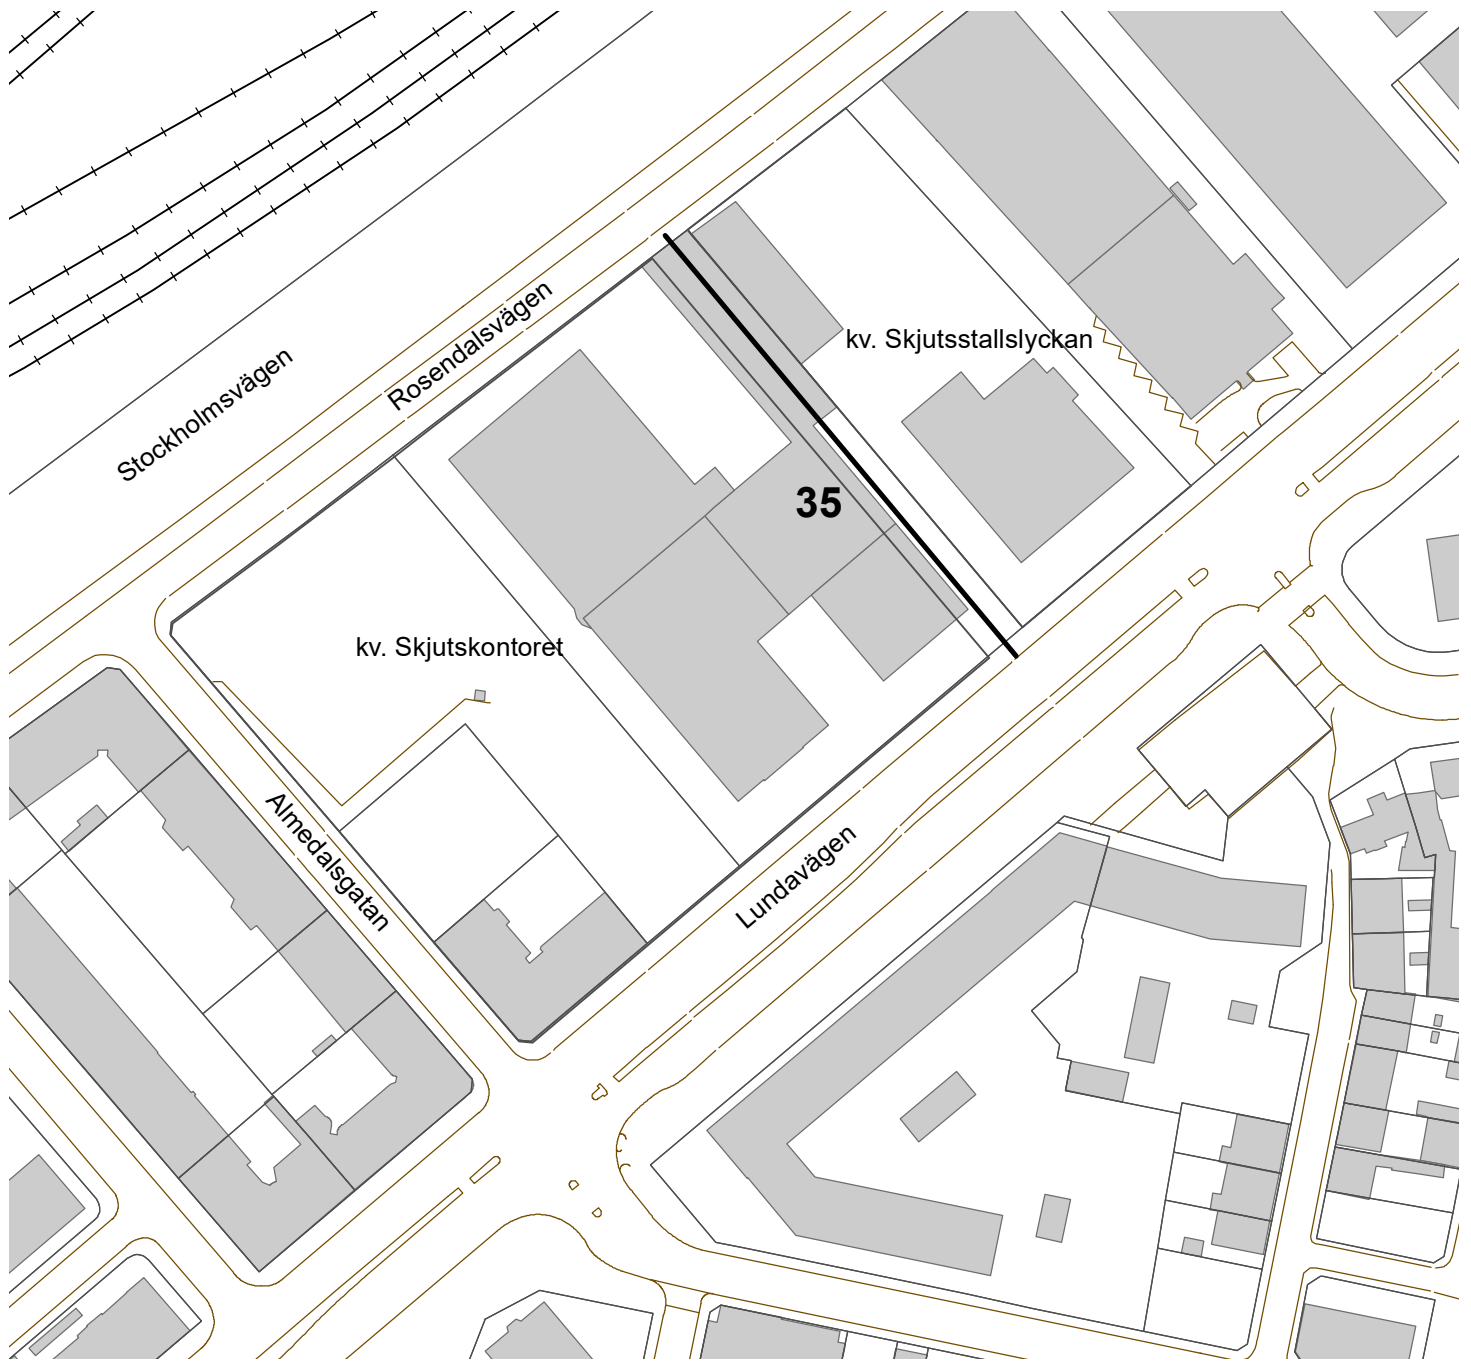 Stockholmsvägen
Rosendalsvägen
kv. Skjutsstallslyckan
35
kv. Skjutskontoret
Almedalsgatan
Lundavägen